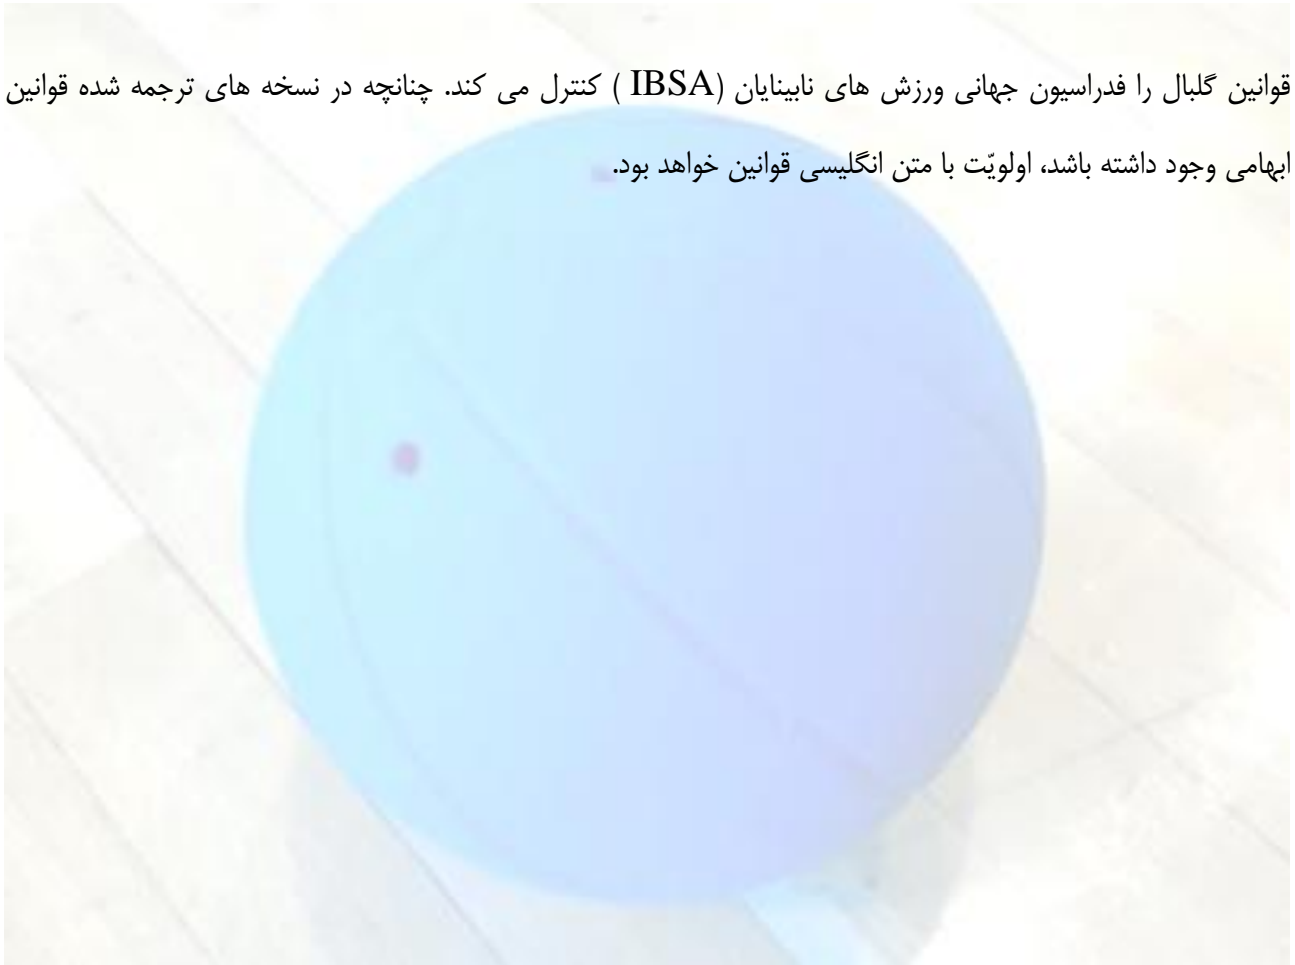 قوانین گلبال را فدراسیون جهانی ورزش های نابینایان (IBSA ) کنترل می کند. چنانچه در نسخه های ترجمه شده قوانین
ابهامی وجود داشته باشد، اولویّت با متن انگلیسی قوانین خواهد بود.